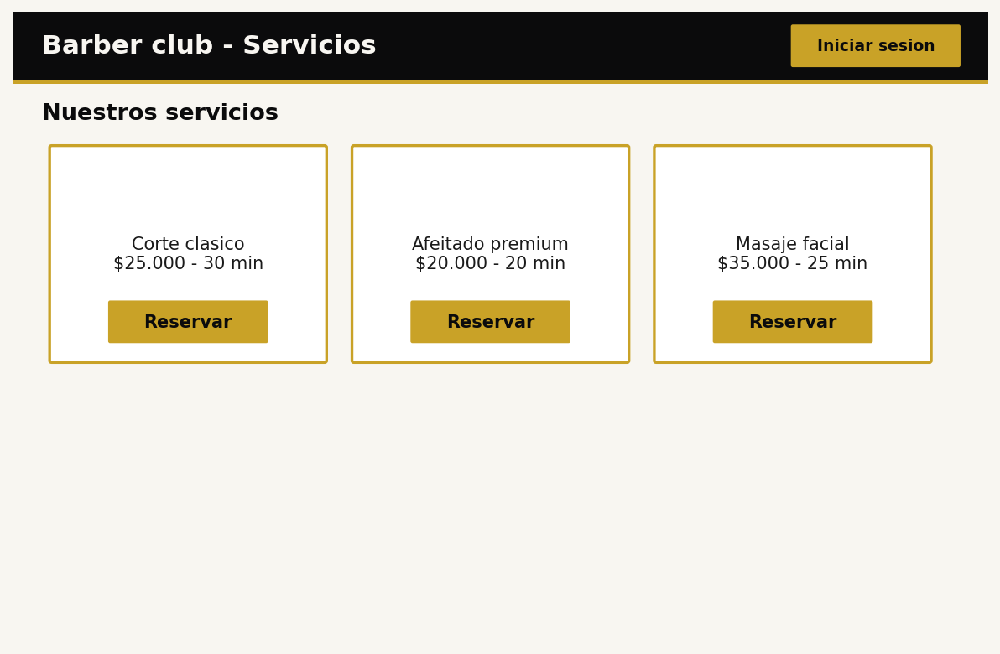 Barber club - Servicios
Iniciar sesion
Nuestros servicios
Corte clasico
$25.000 - 30 min
Reservar
Afeitado premium
$20.000 - 20 min
Reservar
Masaje facial
$35.000 - 25 min
Reservar